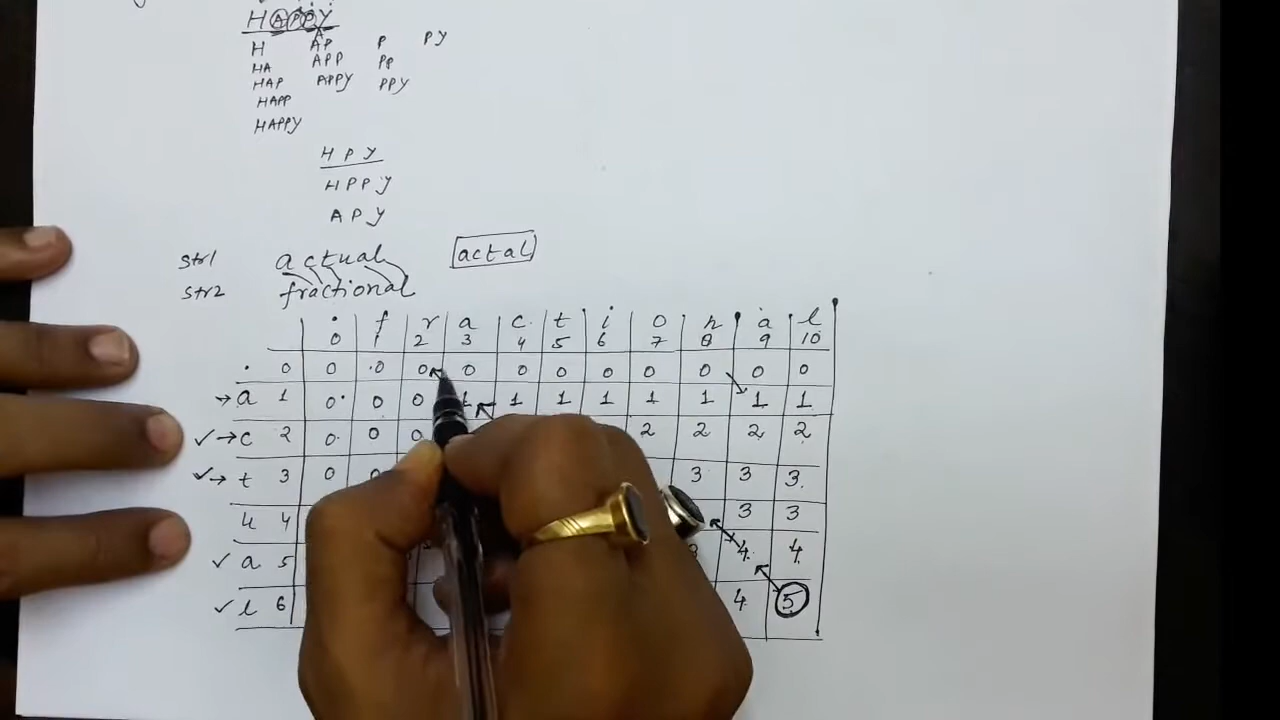 HAPPY
H AP P PY
HA APP PP
HAP APPY PPY
HAPP
HAPPY
HPY
HPPY
APY
str1 actual actal
str2 fractional
f r a c t i o n a l
0 1 2 3 4 5 6 7 8 9 10
0 0 0 0 0 0 0 0 0 0 0 0
a 1 0 0 0 1 1 1 1 1 1 1 1
c 2 0 0 0 2 2 2 2
t 3 0 0 3 3 3
u 4 3 3
a 5 3 4 4
l 6 4 5